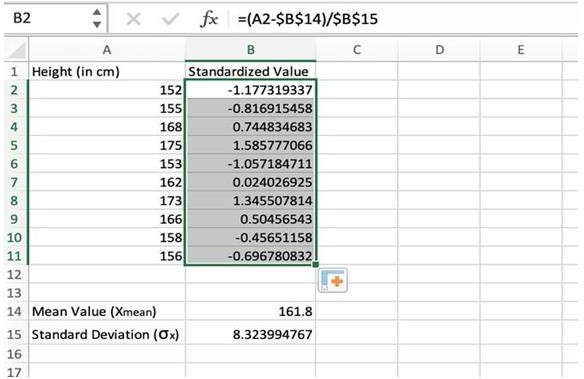 B2 fx =(A2-$B$14)/$B$15
A B C D E
1 Height (in cm) Standardized Value
2 152 -1.177319337
3 155 -0.816915458
4 168 0.744834683
5 175 1.585777066
6 153 -1.057184711
7 162 0.024026925
8 173 1.345507814
9 166 0.50456543
10 158 -0.45651158
11 156 -0.696780832
12
13
14 Mean Value (Xmean) 161.8
15 Standard Deviation (σx) 8.323994767
16
17